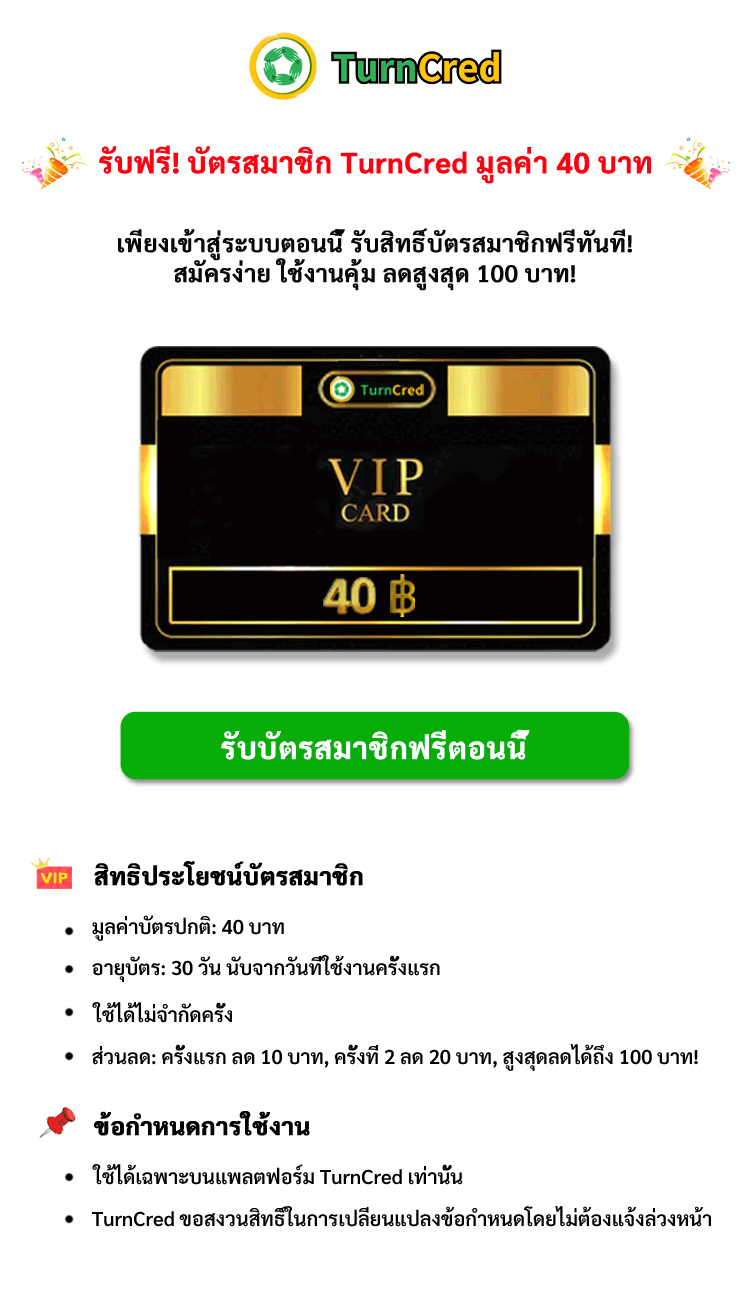 TurnCred
รับฟรี! บัตรสมาชิก TurnCred มูลค่า 40 บาท
เพียงเข้าสู่ระบบตอนนี้ รับสิทธิ์บัตรสมาชิกฟรีทันที!
สมัครง่าย ใช้งานคุ้ม ลดสูงสุด 100 บาท!
TurnCred
VIP
CARD
40 ฿
รับบัตรสมาชิกฟรีตอนนี้
VIP สิทธิประโยชน์บัตรสมาชิก
• มูลค่าบัตรปกติ: 40 บาท
• อายุบัตร: 30 วัน นับจากวันที่ใช้งานครั้งแรก
• ใช้ได้ไม่จำกัดครั้ง
• ส่วนลด: ครั้งแรก ลด 10 บาท, ครั้งที่ 2 ลด 20 บาท, สูงสุดลดได้ถึง 100 บาท!
ข้อกำหนดการใช้งาน
• ใช้ได้เฉพาะบนแพลตฟอร์ม TurnCred เท่านั้น
• TurnCred ขอสงวนสิทธิ์ในการเปลี่ยนแปลงข้อกำหนดโดยไม่ต้องแจ้งล่วงหน้า